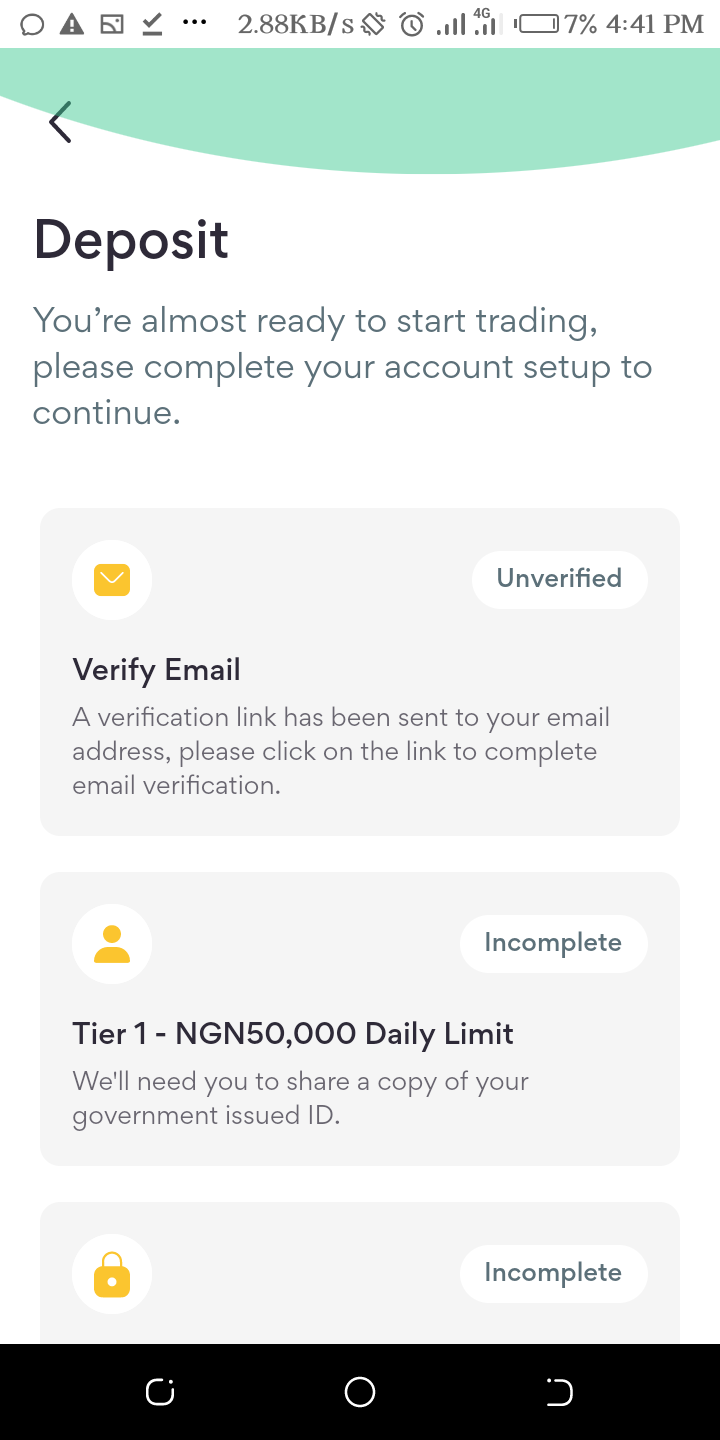 2.88KB/s 4G 7% 4:41 PM
Deposit
You’re almost ready to start trading,
please complete your account setup to
continue.
Unverified
Verify Email
A verification link has been sent to your email
address, please click on the link to complete
email verification.
Incomplete
Tier 1 - NGN50,000 Daily Limit
We'll need you to share a copy of your
government issued ID.
Incomplete